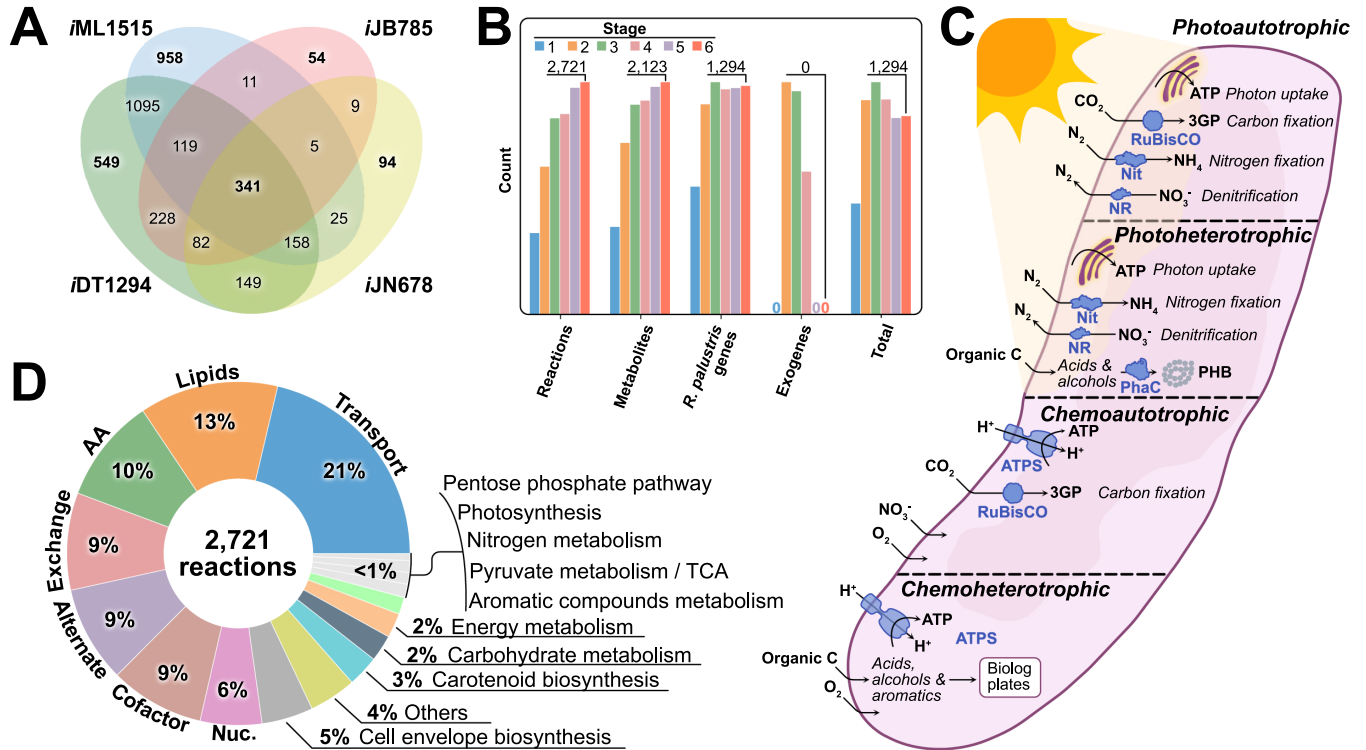 A
iML1515
iJB785
958
54
11
1095
9
119
5
549
94
341
228
25
82
158
iDT1294
149
iJN678
B
Stage
1 2 3 4 5 6
2,721
2,123
1,294
0
1,294
Count
0
0
0
Reactions
Metabolites
R. palustris
genes
Exogenes
Total
C
Photoautotrophic
ATP Photon uptake
CO₂
3GP Carbon fixation
RuBisCO
N₂
NH₄ Nitrogen fixation
Nit
N₂
NO₃⁻ Denitrification
NR
Photoheterotrophic
ATP Photon uptake
N₂
NH₄ Nitrogen fixation
Nit
N₂
NO₃⁻ Denitrification
NR
Organic C
Acids &
alcohols
PhaC
PHB
Chemoautotrophic
H⁺
ATP
H⁺
ATPS
CO₂
3GP Carbon fixation
RuBisCO
NO₃⁻
O₂
Chemoheterotrophic
H⁺
ATP
ATPS
H⁺
Organic C
Acids,
alcohols &
aromatics
Biolog
plates
O₂
D
Lipids
13%
Transport
21%
AA
10%
Exchange
9%
Alternate
9%
Cofactor
9%
Nuc.
6%
2,721
reactions
<1%
Pentose phosphate pathway
Photosynthesis
Nitrogen metabolism
Pyruvate metabolism / TCA
Aromatic compounds metabolism
2% Energy metabolism
2% Carbohydrate metabolism
3% Carotenoid biosynthesis
4% Others
5% Cell envelope biosynthesis